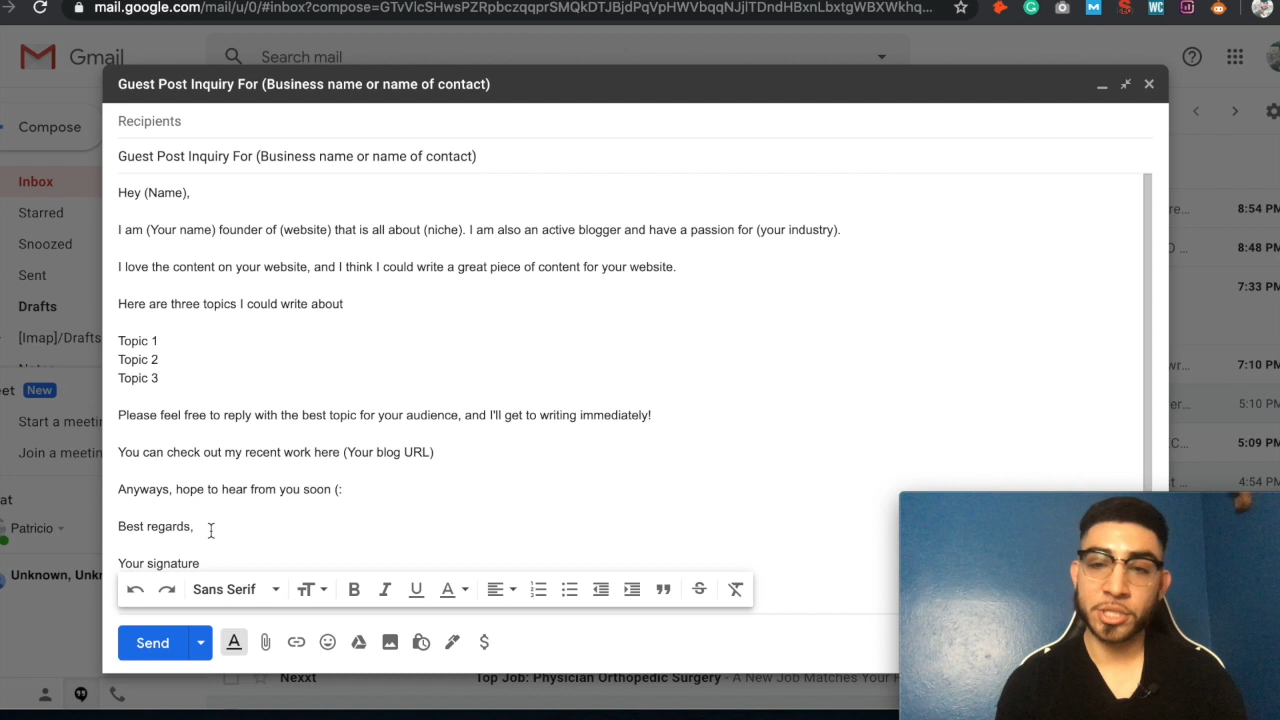 mail.google.com/mail/u/0/#inbox?compose=
Gmail
Search mail
Guest Post Inquiry For (Business name or name of contact)
Compose
Recipients
Guest Post Inquiry For (Business name or name of contact)
Inbox
Hey (Name),
Starred
re...
8:54 PM
I am (Your name) founder of (website) that is all about (niche). I am also an active blogger and have a passion for (your industry).
Snoozed
O ...
8:48 PM
I love the content on your website, and I think I could write a great piece of content for your website.
Sent
7:33 PM
Here are three topics I could write about
Drafts
[Imap]/Drafts
Topic 1
Topic 2
wr...
7:10 PM
Topic 3
eet New
er...
5:10 PM
Please feel free to reply with the best topic for your audience, and I'll get to writing immediately!
Start a meetin
C...
5:09 PM
You can check out my recent work here (Your blog URL)
Join a meetin
st ...
4:54 PM
Anyways, hope to hear from you soon (:
at
Best regards,
Patricio
Your signature
Unknown, Unkn
Sans Serif
Send
Nexxt
Top Job: Physician Orthopedic Surgery - A New Job Matches Your